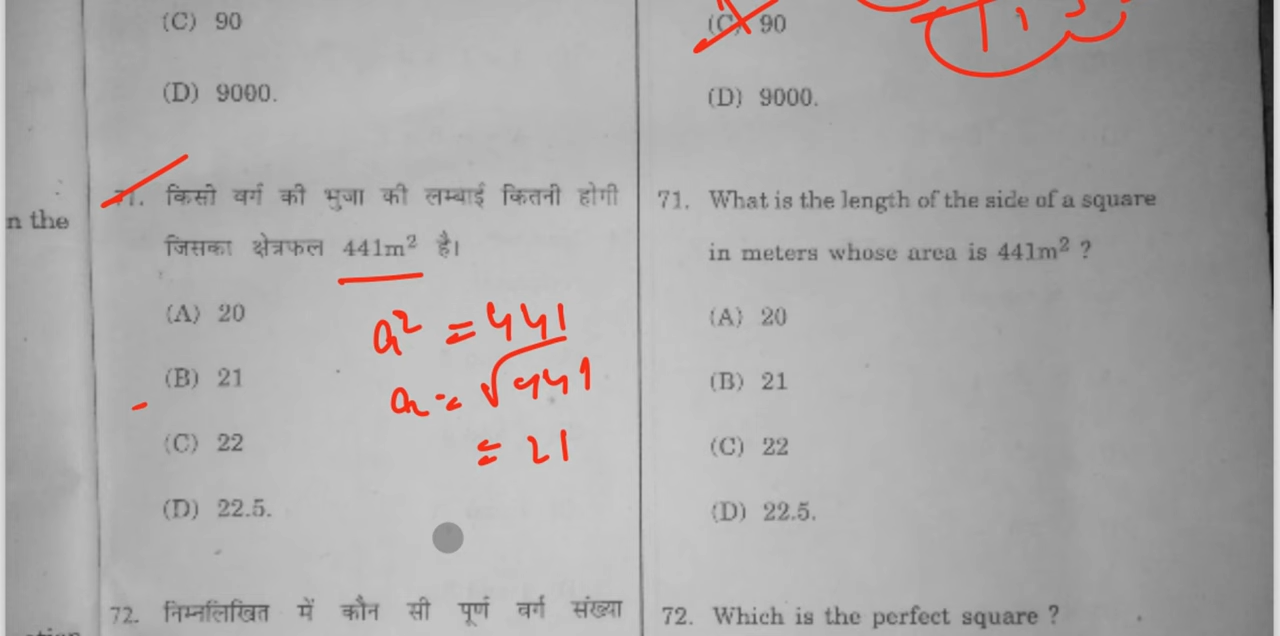 (C) 90
(D) 9000.
n the
71. किसी वर्ग की भुजा की लम्बाई कितनी होगी
जिसका क्षेत्रफल 441m² है।
(A) 20
(B) 21
(C) 22
(D) 22.5.
a² = 441
a = √441
= 21
72. निम्नलिखित में कौन सी पूर्ण वर्ग संख्या
(C) 90
(D) 9000.
71. What is the length of the side of a square
in meters whose area is 441m² ?
(A) 20
(B) 21
(C) 22
(D) 22.5.
72. Which is the perfect square ?